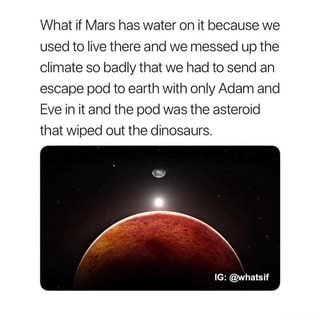 What if Mars has water on it because we
used to live there and we messed up the
climate so badly that we had to send an
escape pod to earth with only Adam and
Eve in it and the pod was the asteroid
that wiped out the dinosaurs.
IG: @whatsif